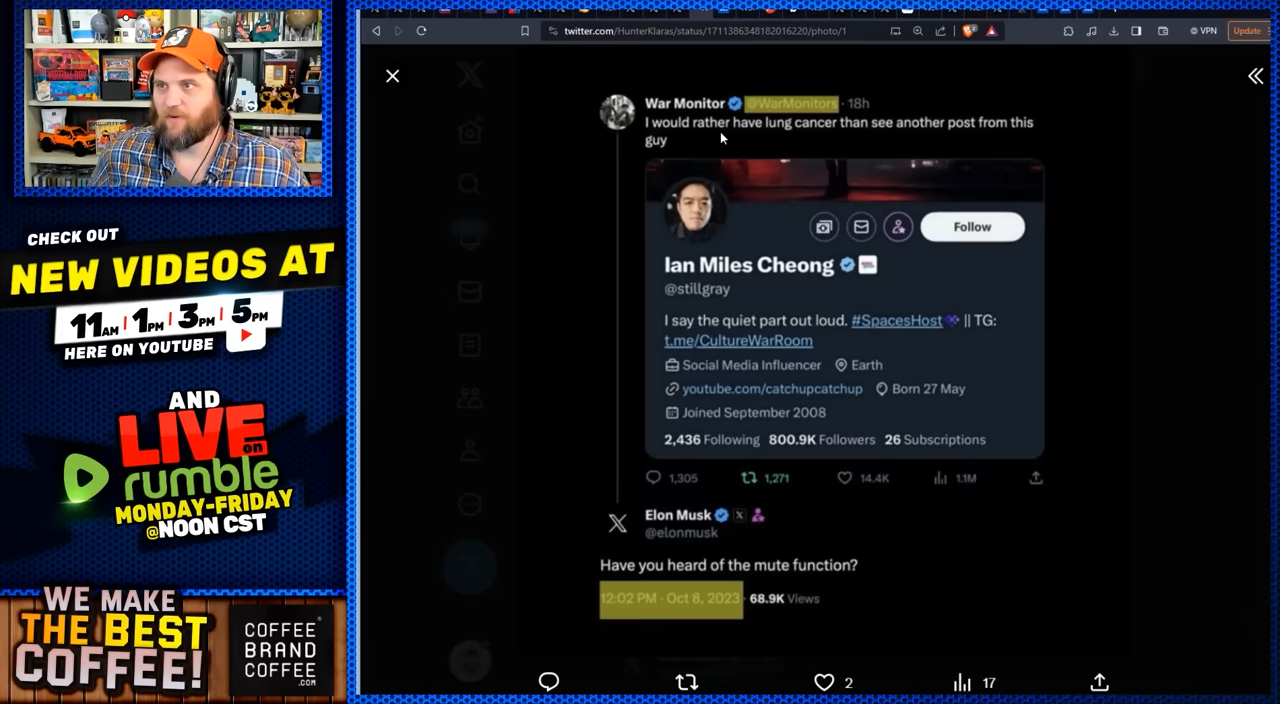 twitter.com/HunterKlaras/status/1711386348182016220/photo/1
VPN
Update
War Monitor @WarMonitors · 18h
I would rather have lung cancer than see another post from this
guy
Follow
Ian Miles Cheong
@stillgray
I say the quiet part out loud. #SpacesHost || TG:
t.me/CultureWarRoom
Social Media Influencer Earth
youtube.com/catchupcatchup Born 27 May
Joined September 2008
2,436 Following 800.9K Followers 26 Subscriptions
1,305 1,271 14.4K 1.1M
Elon Musk
@elonmusk
Have you heard of the mute function?
12:02 PM · Oct 8, 2023 · 68.9K Views
2 17
CHECK OUT
NEW VIDEOS AT
11AM | 1PM | 3PM | 5PM
HERE ON YOUTUBE
AND
LIVE on
rumble
MONDAY-FRIDAY
@NOON CST
WE MAKE
THE BEST
COFFEE!
COFFEE
BRAND
COFFEE
.COM